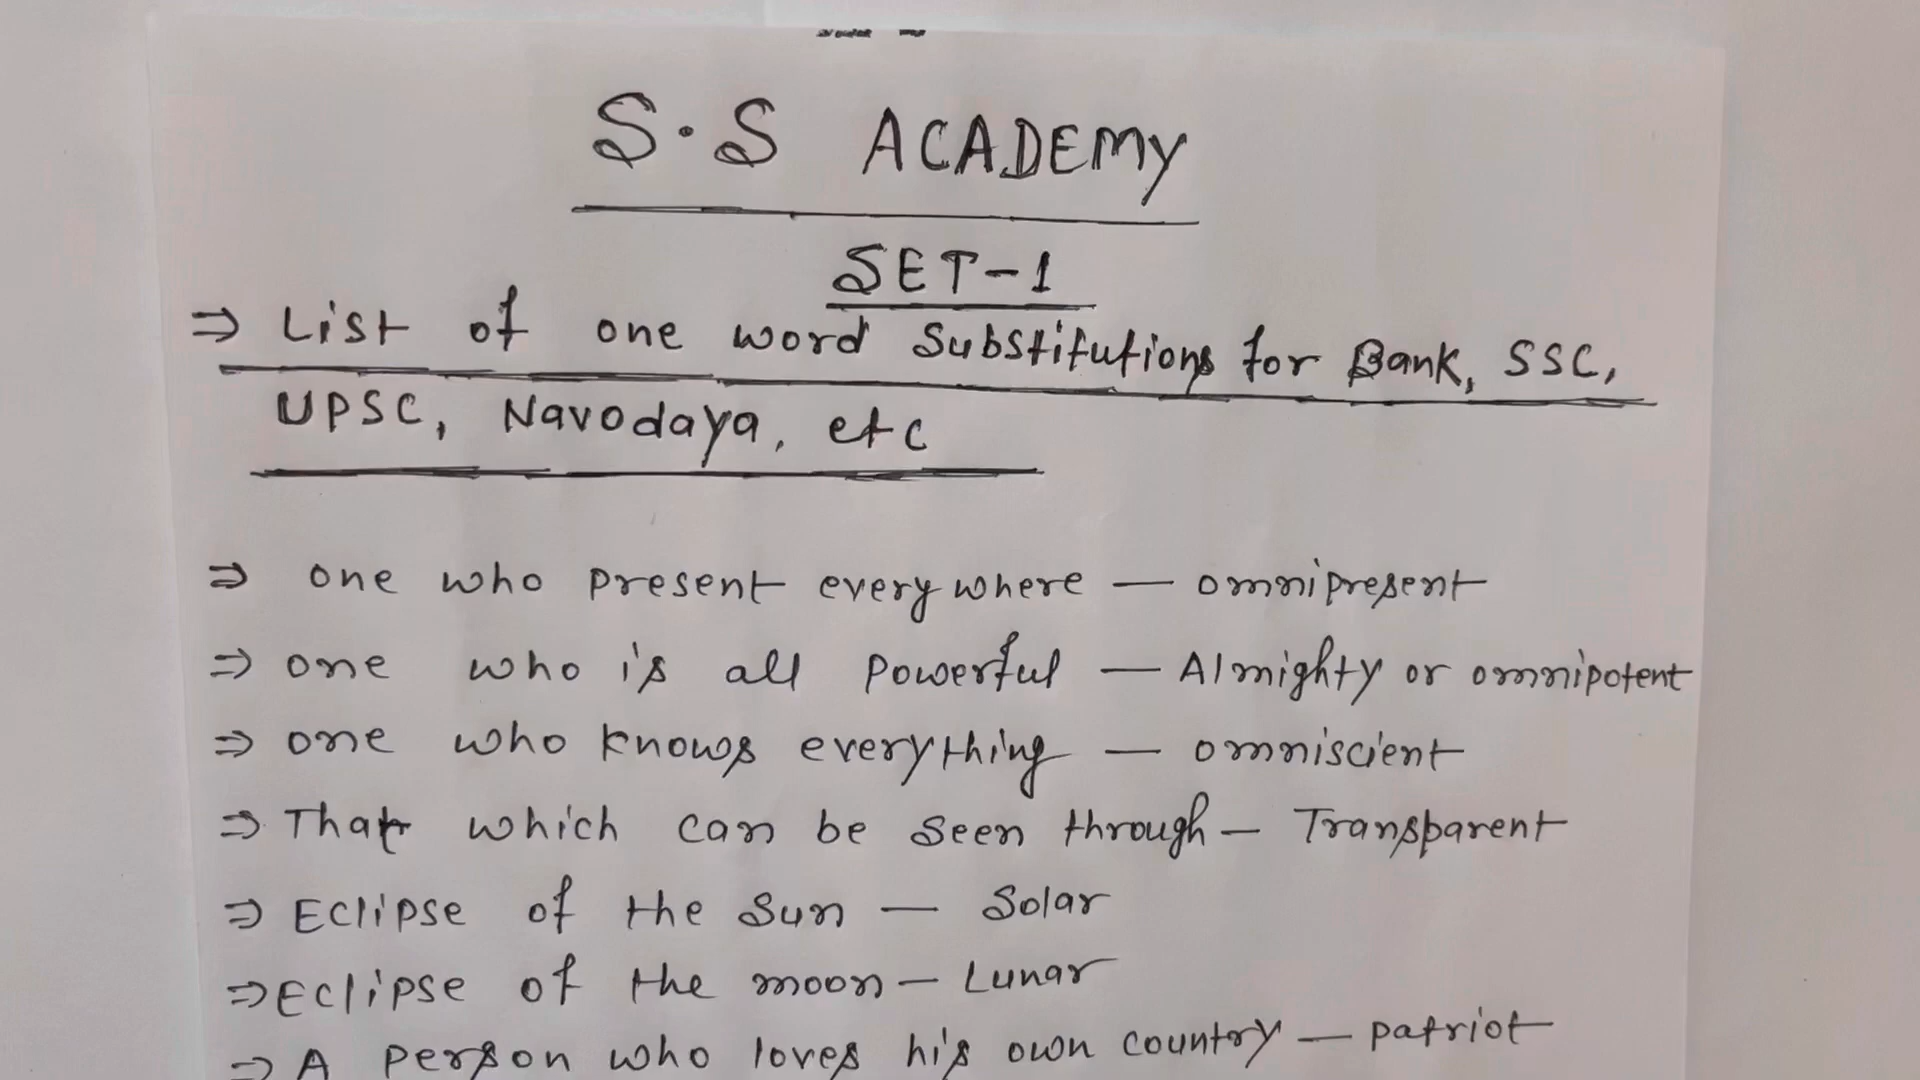 S.S ACADEMY
SET-1
⇒ List of one word Substitutions for Bank, SSC,
UPSC, Navodaya, etc
⇒ one who present everywhere — omnipresent
⇒ one who is all powerful — Almighty or omnipotent
⇒ one who knows everything — omniscient
⇒ That which can be seen through — Transparent
⇒ Eclipse of the Sun — Solar
⇒ Eclipse of the moon — Lunar
⇒ A person who loves his own country — patriot